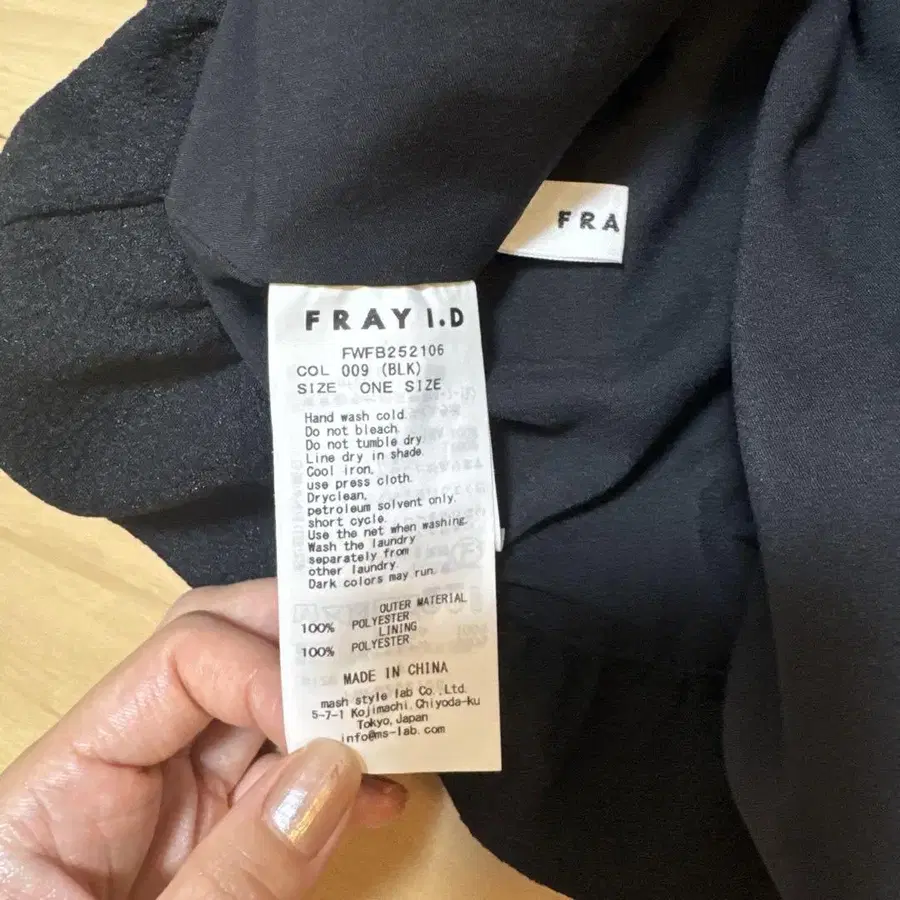 FRA
FRAY I.D
FWFB252106
COL 009 (BLK)
SIZE ONE SIZE
Hand wash cold.
Do not bleach.
Do not tumble dry.
Line dry in shade.
Cool iron,
use press cloth.
Dryclean,
petroleum solvent only.
short cycle.
Use the net when washing.
Wash the laundry
separately from
other laundry.
Dark colors may run.
OUTER MATERIAL
100% POLYESTER
LINING
100% POLYESTER
MADE IN CHINA
mash style lab Co.,Ltd.
5-7-1 Kojimachi, Chiyoda-ku
Tokyo, Japan
info@ms-lab.com